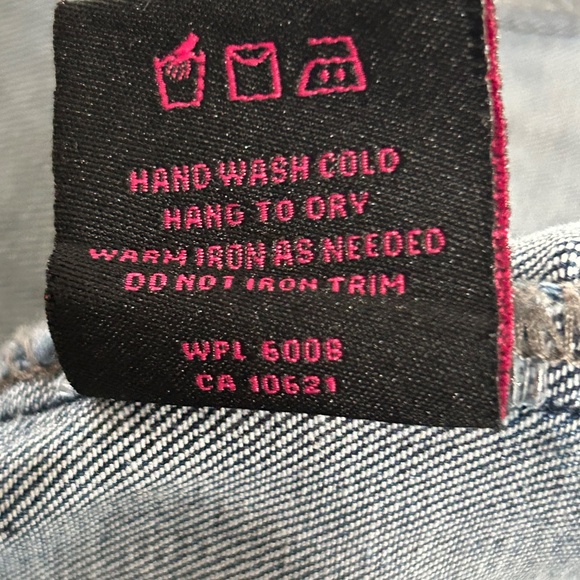 HAND WASH COLD
HANG TO DRY
WARM IRON AS NEEDED
DO NOT IRON TRIM
WPL 6008
CA 10621